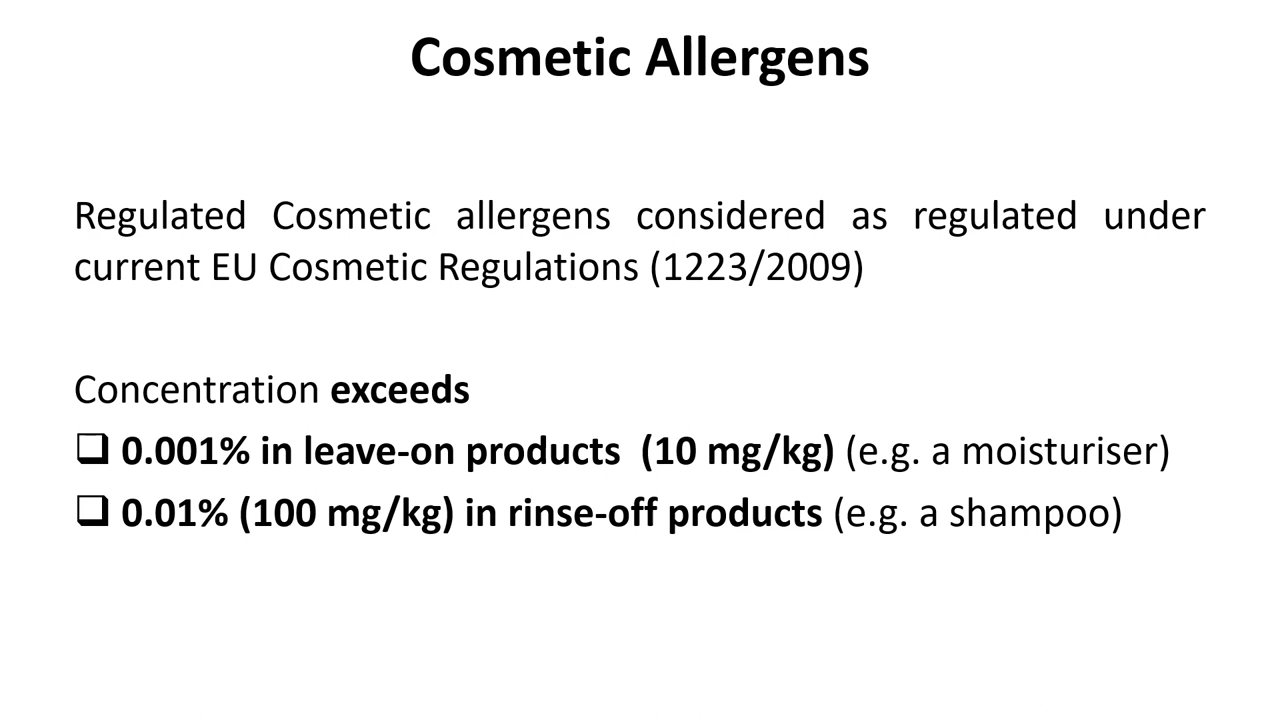 Cosmetic Allergens
Regulated Cosmetic allergens considered as regulated under
current EU Cosmetic Regulations (1223/2009)
Concentration exceeds
❑ 0.001% in leave-on products (10 mg/kg) (e.g. a moisturiser)
❑ 0.01% (100 mg/kg) in rinse-off products (e.g. a shampoo)